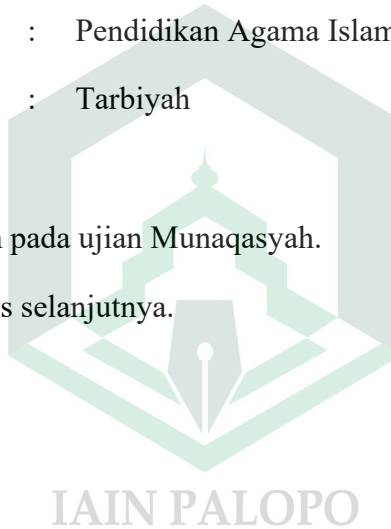 : Pendidikan Agama Islam
: Tarbiyah
pada ujian Munaqasyah.
s selanjutnya.
IAIN PALOPO